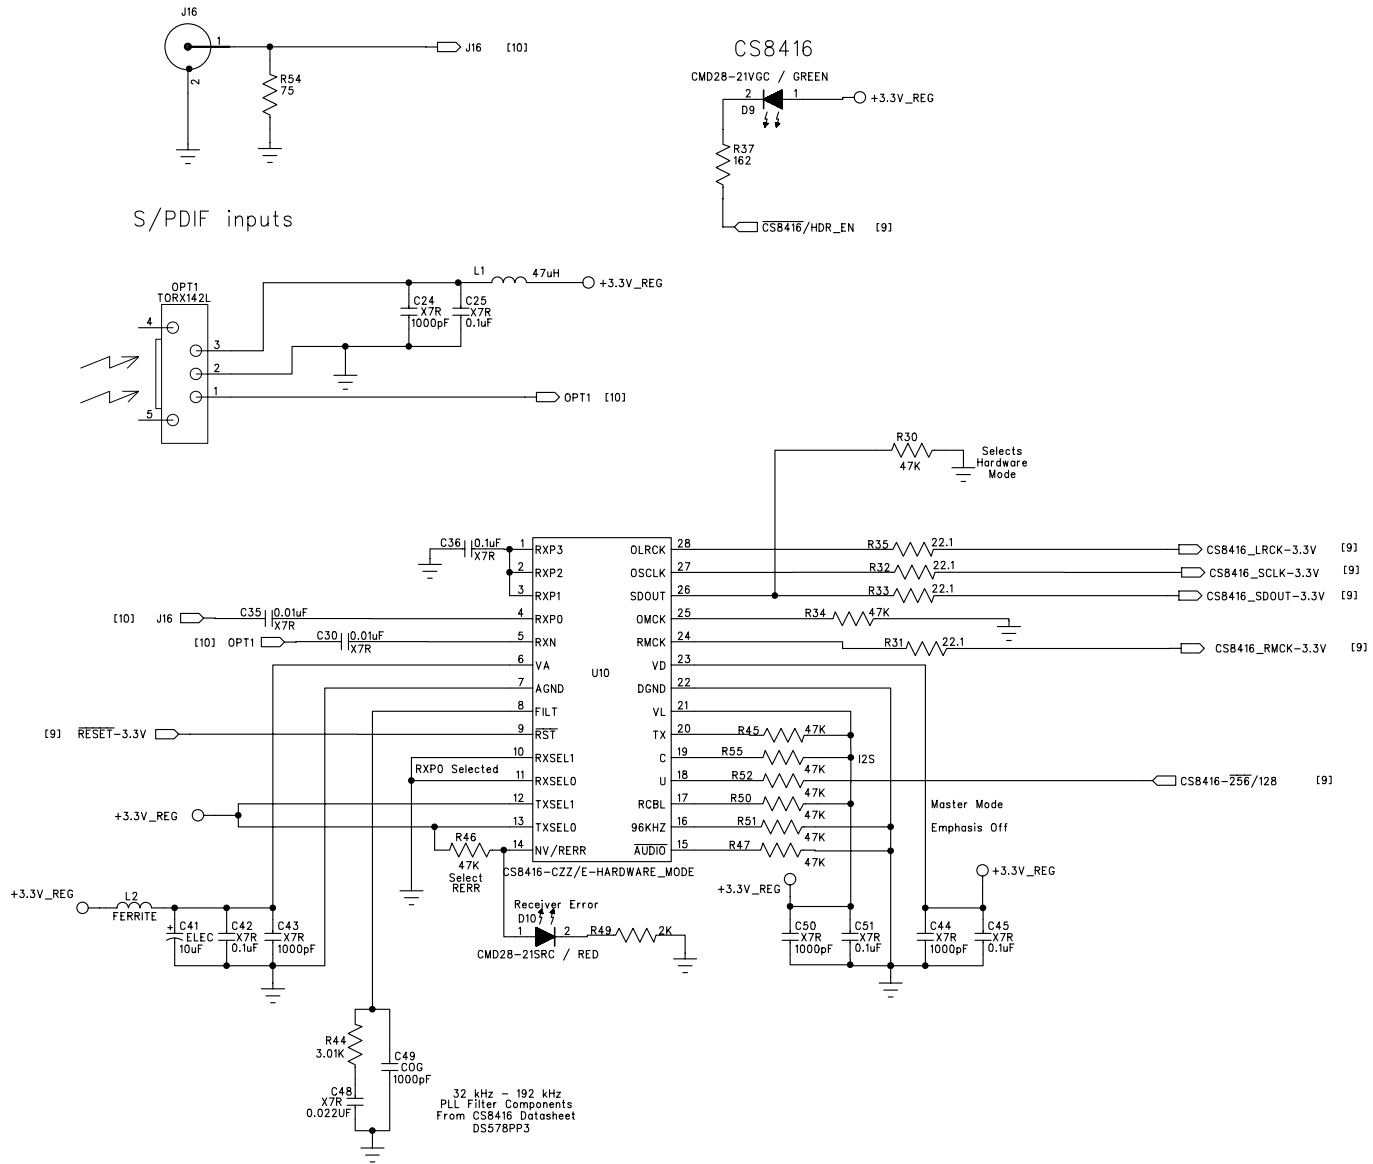 J16
1
J16 [10]
2
R54
75
CS8416
CMD28-21VGC / GREEN
2
1
+3.3V_REG
D9
R37
162
CS8416/HDR_EN [9]
S/PDIF inputs
OPT1
TORX142L
4
3
2
1
5
L1
47uH
+3.3V_REG
C24
X7R
1000pF
C25
X7R
0.1uF
OPT1 [10]
R30
47K
Selects
Hardware
Mode
C36
0.1uF
X7R
[10] J16
C35
0.01uF
X7R
[10] OPT1
C30
0.01uF
X7R
[9] RESET-3.3V
RXP0 Selected
+3.3V_REG
R46
47K
Select
RERR
1 RXP3
2 RXP2
3 RXP1
4 RXP0
5 RXN
6 VA
7 AGND
8 FILT
9 RST
10 RXSEL1
11 RXSEL0
12 TXSEL1
13 TXSEL0
14 NV/RERR
U10
OLRCK 28
OSCLK 27
SDOUT 26
OMCK 25
RMCK 24
VD 23
DGND 22
VL 21
TX 20
C 19
U 18
RCBL 17
96KHZ 16
AUDIO 15
CS8416-CZZ/E-HARDWARE_MODE
R35 22.1
CS8416_LRCK-3.3V [9]
R32 22.1
CS8416_SCLK-3.3V [9]
R33 22.1
CS8416_SDOUT-3.3V [9]
R34 47K
R31 22.1
CS8416_RMCK-3.3V [9]
R45 47K
R55
47K
I2S
R52
47K
CS8416-256/128 [9]
R50
47K
Master Mode
R51
47K
Emphasis Off
R47
47K
+3.3V_REG
L2
FERRITE
+
C41
ELEC
10uF
C42
X7R
0.1uF
C43
X7R
1000pF
Receiver Error
D10
1
2
CMD28-21SRC / RED
R49
2K
+3.3V_REG
C50
X7R
1000pF
C51
X7R
0.1uF
+3.3V_REG
C44
X7R
1000pF
C45
X7R
0.1uF
R44
3.01K
C48
X7R
0.022UF
C49
COG
1000pF
32 kHz - 192 kHz
PLL Filter Components
From CS8416 Datasheet
DS578PP3